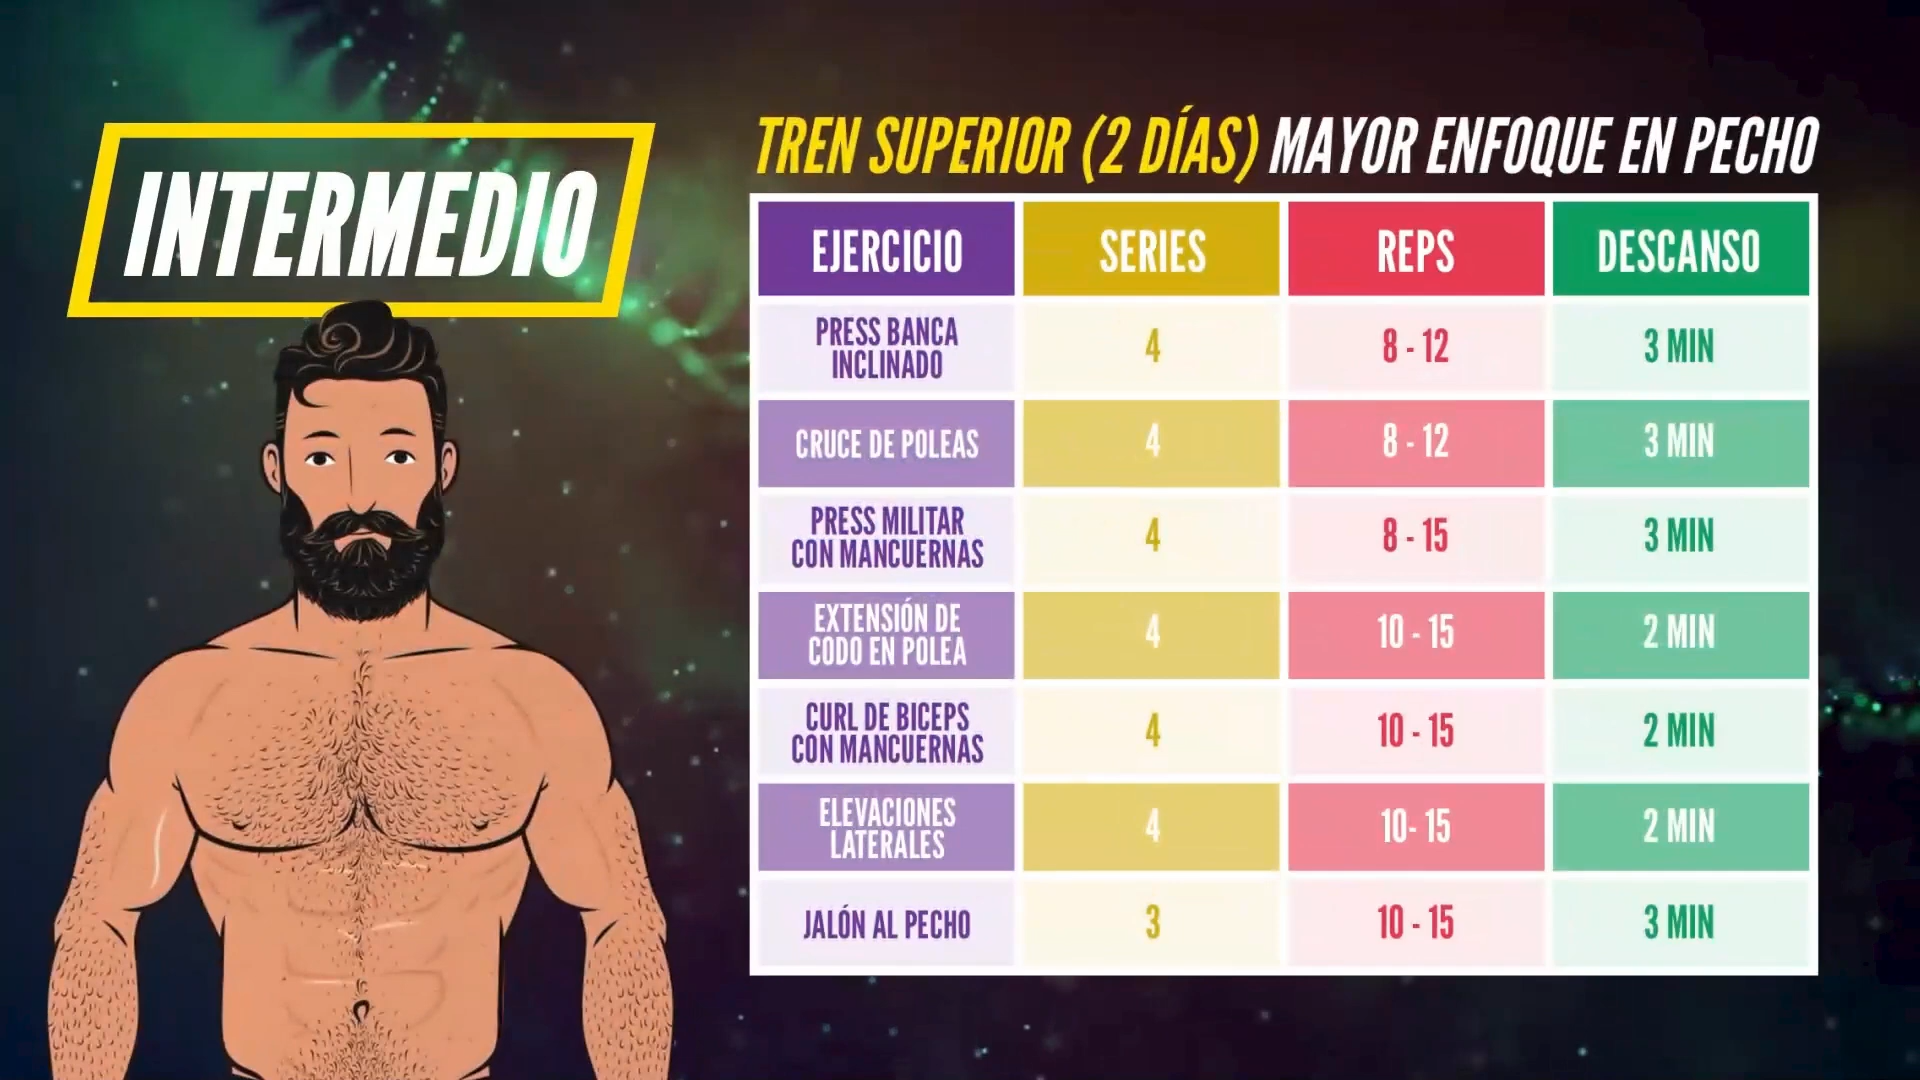 INTERMEDIO
TREN SUPERIOR (2 DÍAS) MAYOR ENFOQUE EN PECHO
EJERCICIO SERIES REPS DESCANSO
PRESS BANCA
INCLINADO
4 8 - 12 3 MIN
CRUCE DE POLEAS 4 8 - 12 3 MIN
PRESS MILITAR
CON MANCUERNAS
4 8 - 15 3 MIN
EXTENSIÓN DE
CODO EN POLEA
4 10 - 15 2 MIN
CURL DE BICEPS
CON MANCUERNAS
4 10 - 15 2 MIN
ELEVACIONES
LATERALES
4 10- 15 2 MIN
JALÓN AL PECHO 3 10 - 15 3 MIN